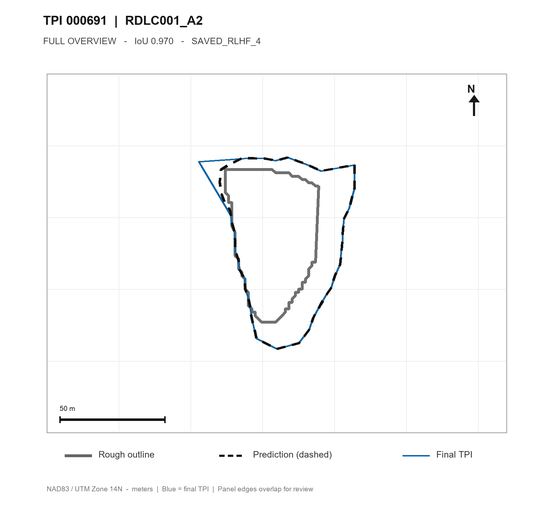 TPI 000691 | RDLC001_A2
FULL OVERVIEW - IoU 0.970 - SAVED_RLHF_4
N
50 m
Rough outline Prediction (dashed) Final TPI
NAD83 / UTM Zone 14N - meters | Blue = final TPI | Panel edges overlap for review